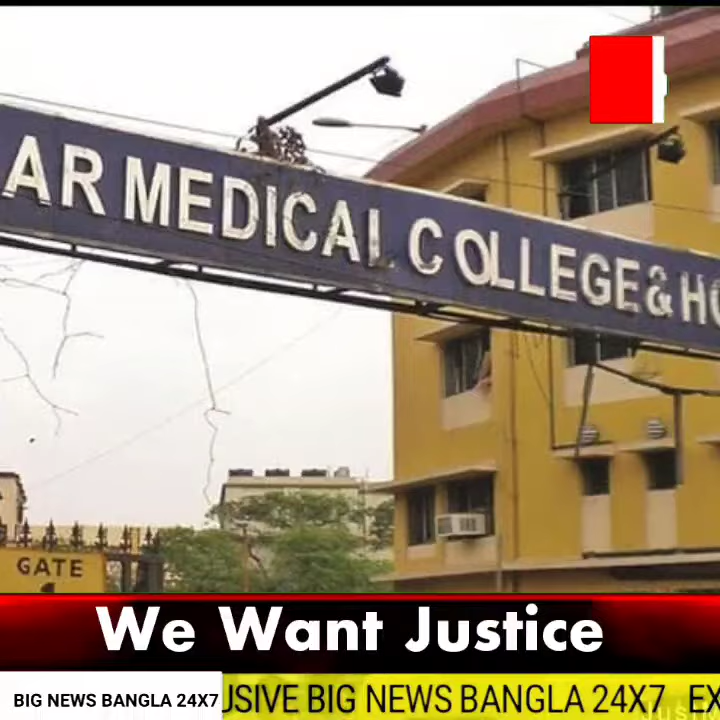 AR MEDICAL COLLEGE & HO
GATE
We Want Justice
BIG NEWS BANGLA 24X7
USIVE BIG NEWS BANGLA 24X7 EX